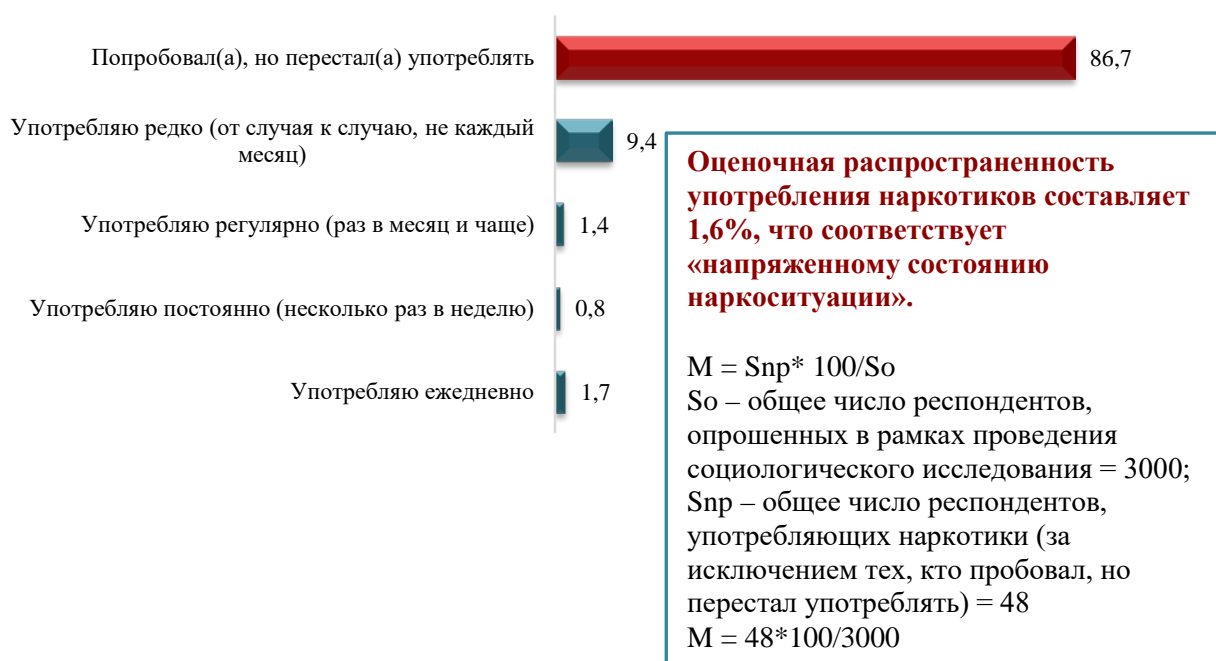 Попробовал(а), но перестал(а) употреблять
86,7
Употребляю редко (от случая к случаю, не каждый
месяц)
9,4
Употребляю регулярно (раз в месяц и чаще)
1,4
Употребляю постоянно (несколько раз в неделю)
0,8
Употребляю ежедневно
1,7
Оценочная распространенность
употребления наркотиков составляет
1,6%, что соответствует
«напряженному состоянию
наркоситуации».
M = Snp* 100/So
So – общее число респондентов,
опрошенных в рамках проведения
социологического исследования = 3000;
Snp – общее число респондентов,
употребляющих наркотики (за
исключением тех, кто пробовал, но
перестал употреблять) = 48
M = 48*100/3000